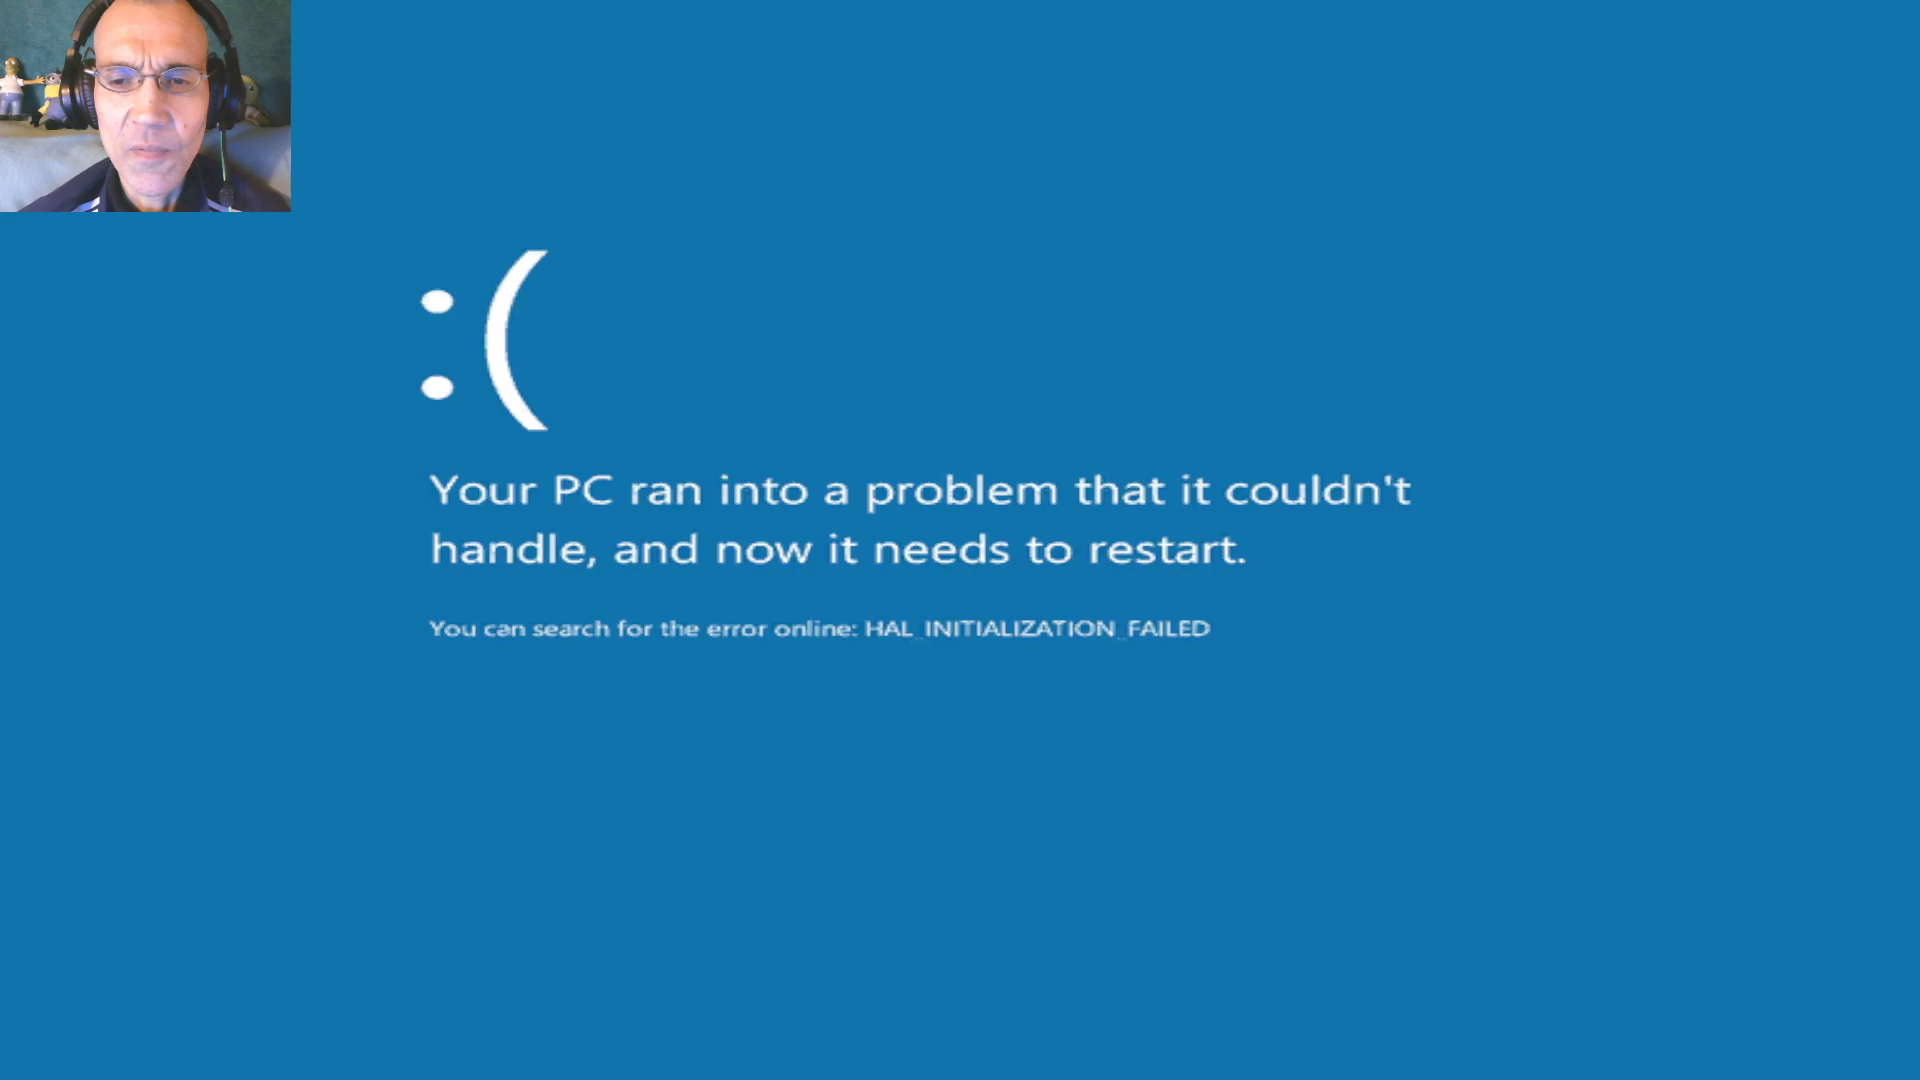 :(
Your PC ran into a problem that it couldn't
handle, and now it needs to restart.
You can search for the error online: HAL_INITIALIZATION_FAILED